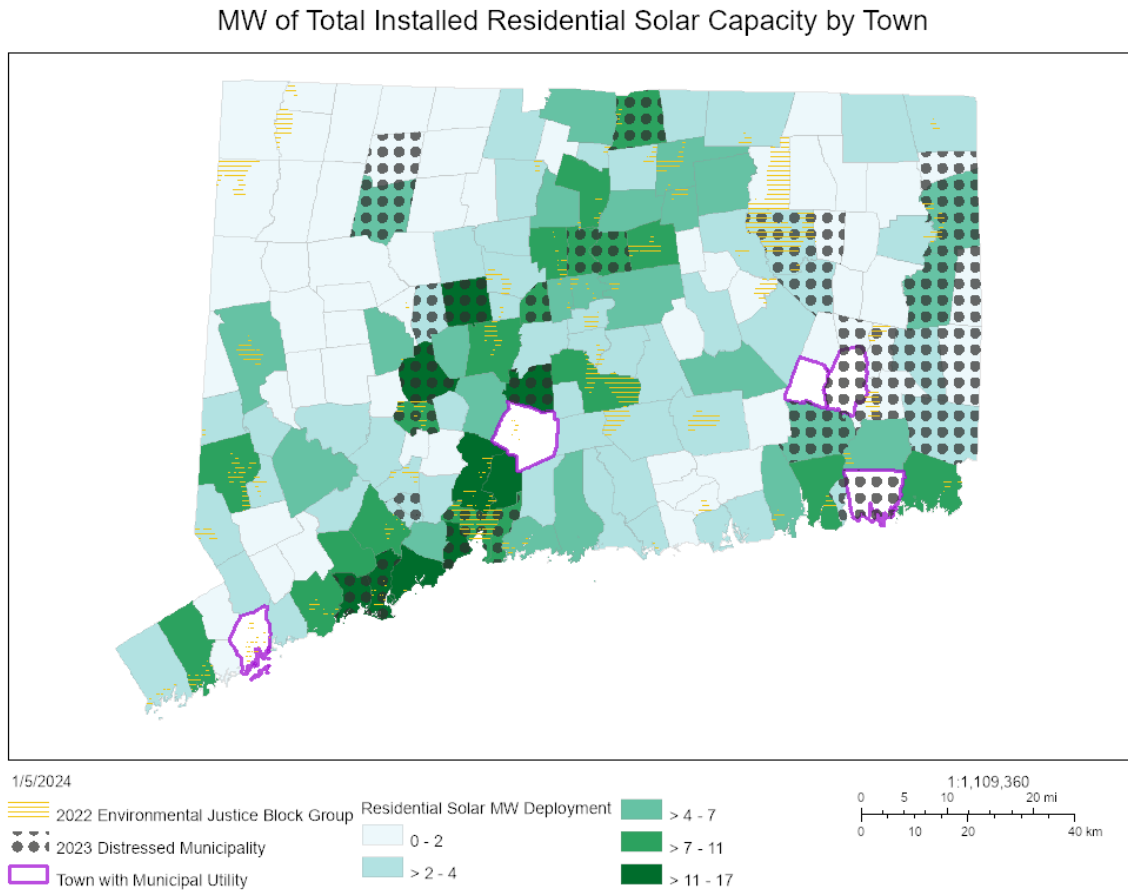 MW of Total Installed Residential Solar Capacity by Town
1/5/2024
2022 Environmental Justice Block Group
2023 Distressed Municipality
Town with Municipal Utility
Residential Solar MW Deployment
0 - 2
> 2 - 4
> 4 - 7
> 7 - 11
> 11 - 17
1:1,109,360
0 5 10 20 mi
0 10 20 40 km